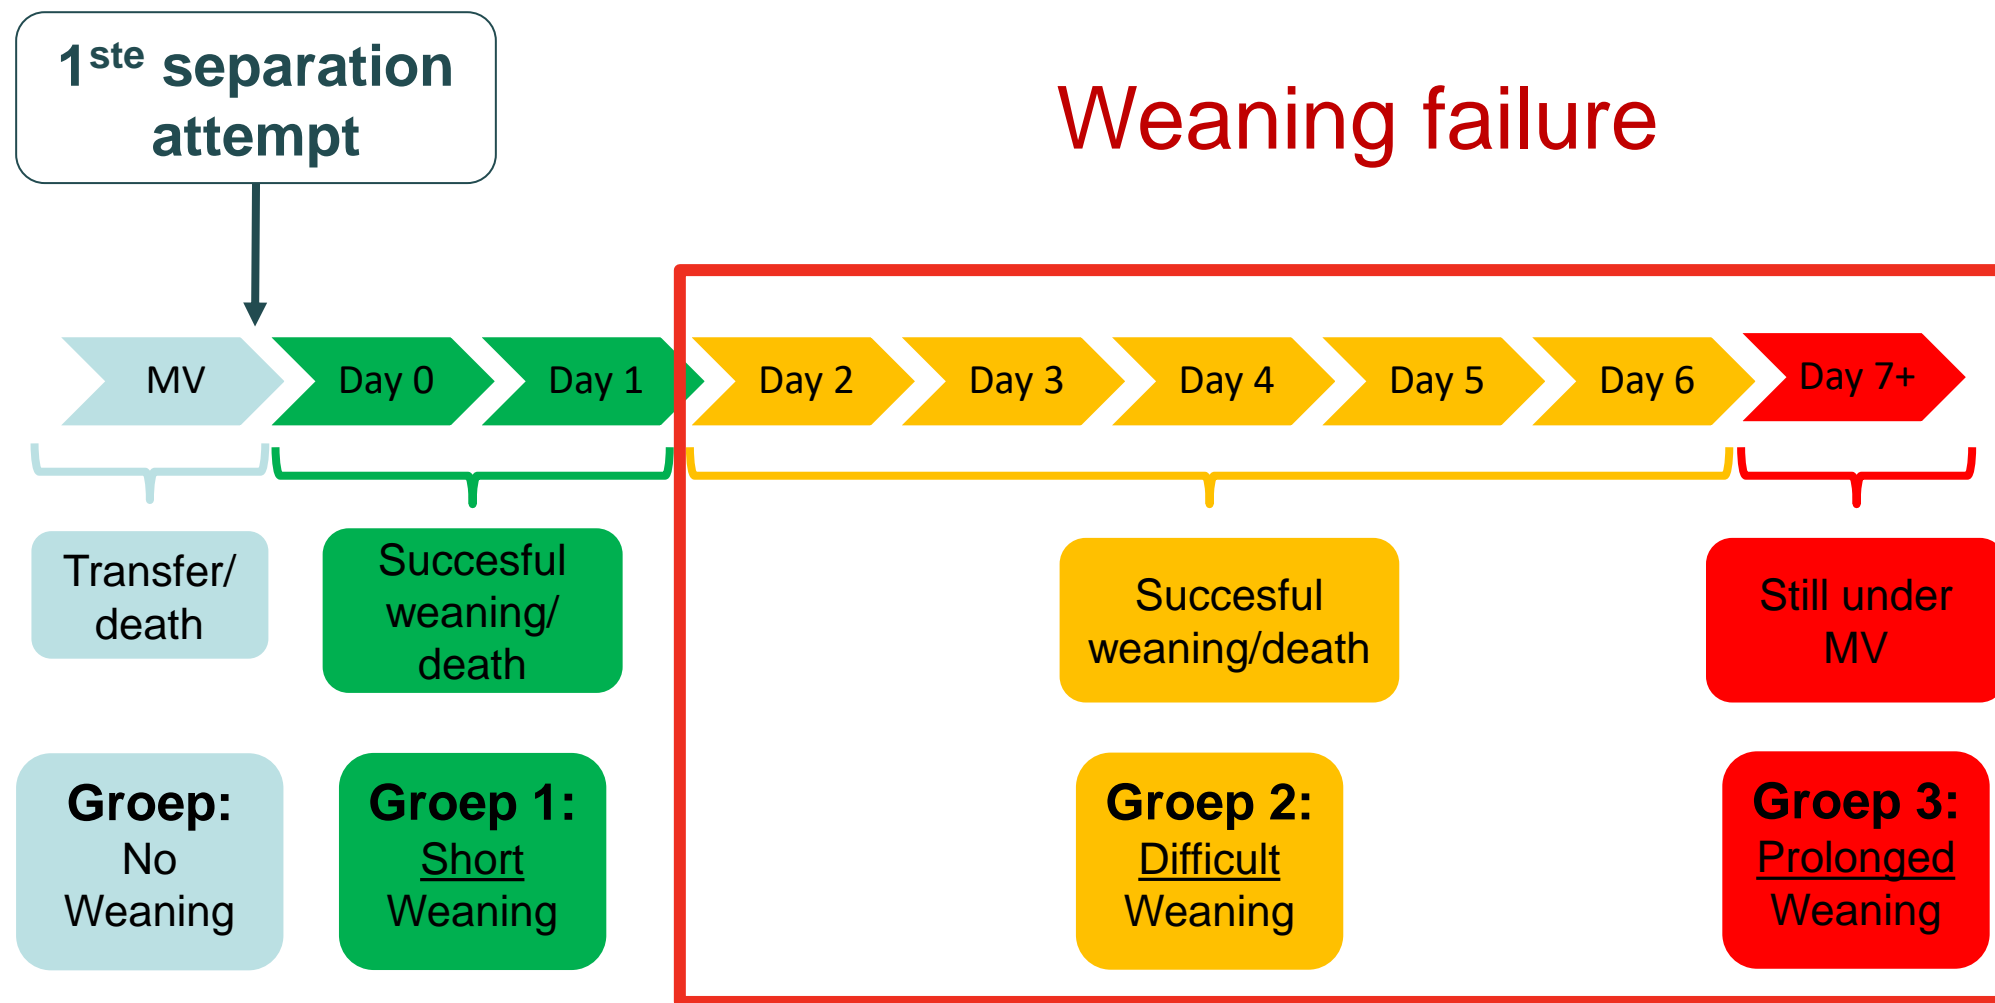 1ste separation
attempt
Weaning failure
MV
Day 0
Day 1
Day 2
Day 3
Day 4
Day 5
Day 6
Day 7+
Transfer/
death
Succesful
weaning/
death
Succesful
weaning/death
Still under
MV
Groep:
No
Weaning
Groep 1:
Short
Weaning
Groep 2:
Difficult
Weaning
Groep 3:
Prolonged
Weaning